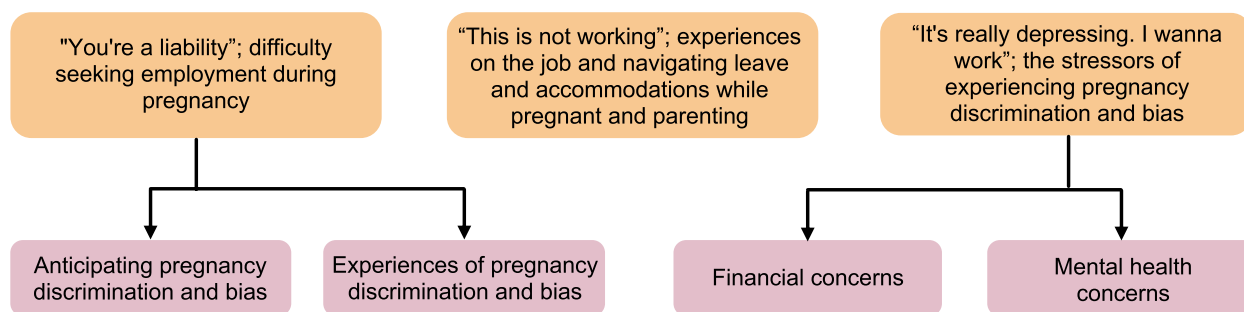 "You're a liability”; difficulty
seeking employment during
pregnancy
“This is not working”; experiences
on the job and navigating leave
and accommodations while
pregnant and parenting
“It's really depressing. I wanna
work”; the stressors of
experiencing pregnancy
discrimination and bias
Anticipating pregnancy
discrimination and bias
Experiences of pregnancy
discrimination and bias
Financial concerns
Mental health
concerns